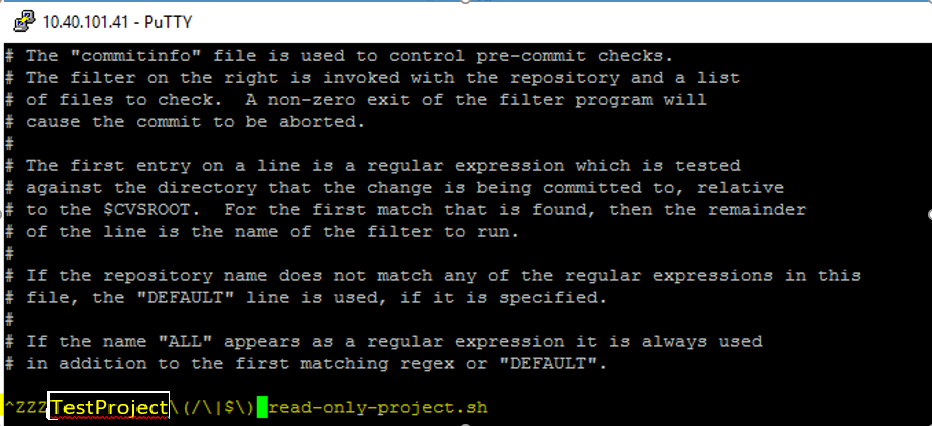 10.40.101.41 - PuTTY
# The "commitinfo" file is used to control pre-commit checks.
# The filter on the right is invoked with the repository and a list
# of files to check.  A non-zero exit of the filter program will
# cause the commit to be aborted.
#
# The first entry on a line is a regular expression which is tested
# against the directory that the change is being committed to, relative
# to the $CVSROOT.  For the first match that is found, then the remainder
# of the line is the name of the filter to run.
#
# If the repository name does not match any of the regular expressions in this
# file, the "DEFAULT" line is used, if it is specified.
#
# If the name "ALL" appears as a regular expression it is always used
# in addition to the first matching regex or "DEFAULT".
^ZZZTestProject\(/\|$\) read-only-project.sh